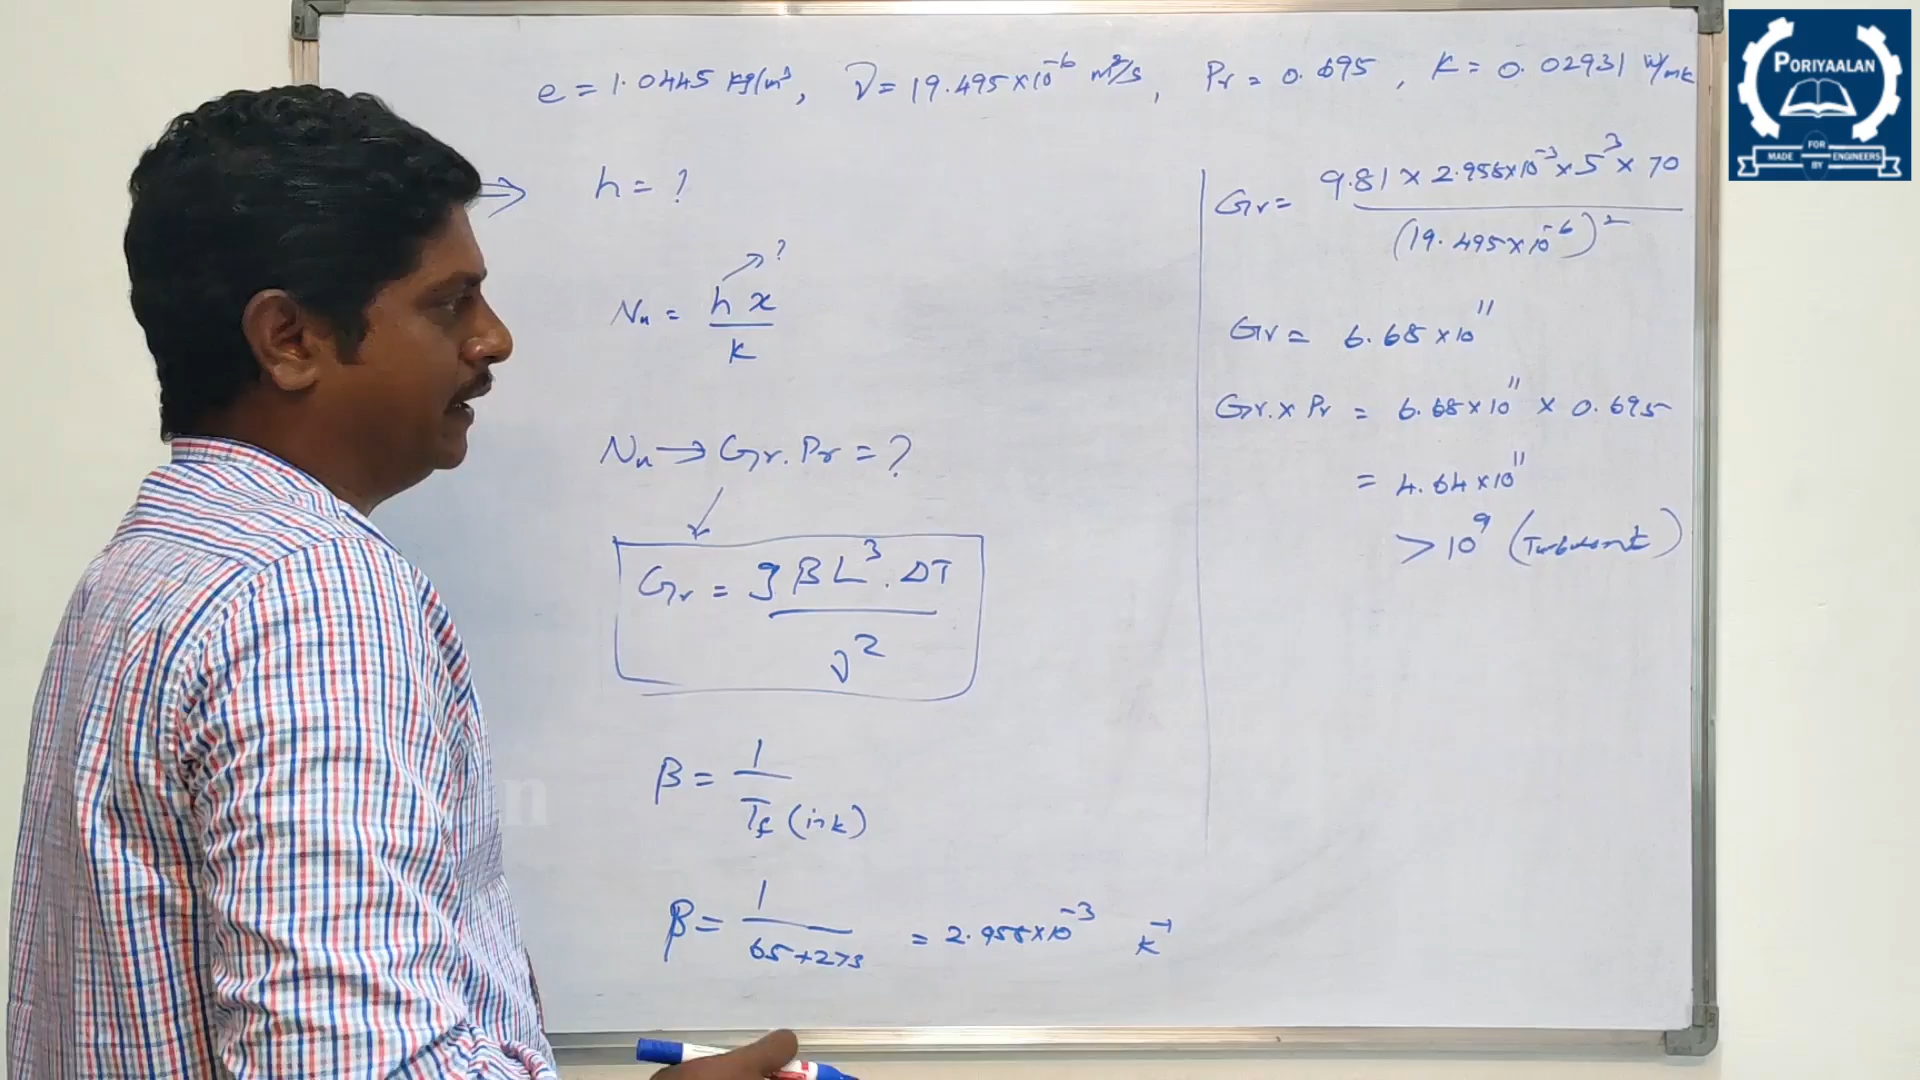 e = 1.0445 kg/m³, ν = 19.495×10⁻⁶ m²/s, Pr = 0.695, K = 0.02931 W/mk
h = ?
?
Nu = h x / k
Nu → Gr. Pr = ?
Gr = g β L³. ΔT / ν²
β = 1 / Tf (in k)
β = 1 / 65+273 = 2.958×10⁻³ k⁻¹
Gr = 9.81 × 2.958×10⁻³ × 5³ × 70 / (19.495×10⁻⁶)²
Gr = 6.68 ×10¹¹
Gr. × Pr = 6.68×10¹¹ × 0.695
= 4.64×10¹¹
> 10⁹ (Turbulent)
PORIYAALAN
MADE FOR ENGINEERS BY
n